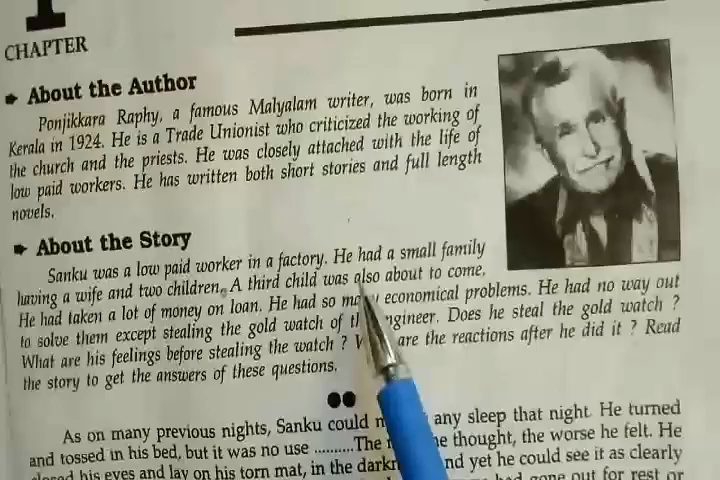 CHAPTER
About the Author
Ponjikkara Raphy, a famous Malyalam writer, was born in
Kerala in 1924. He is a Trade Unionist who criticized the working of
the church and the priests. He was closely attached with the life of
low paid workers. He has written both short stories and full length
novels.
About the Story
Sanku was a low paid worker in a factory. He had a small family
having a wife and two children. A third child was also about to come.
He had taken a lot of money on loan. He had so many economical problems. He had no way out
to solve them except stealing the gold watch of the engineer. Does he steal the gold watch ?
What are his feelings before stealing the watch ? are the reactions after he did it ? Read
the story to get the answers of these questions.
As on many previous nights, Sanku could any sleep that night. He turned
and tossed in his bed, but it was no use ..........The he thought, the worse he felt. He
his eyes and lay on his torn mat, in the and yet he could see it as clearly
had gone out for rest or